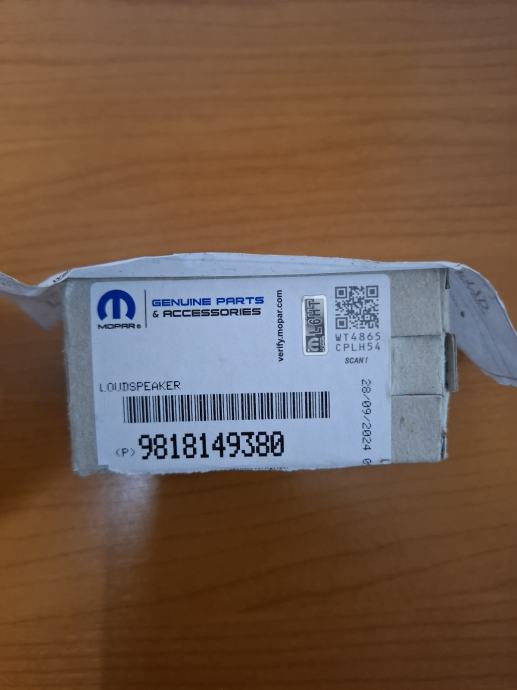 MOPAR®
GENUINE PARTS
& ACCESSORIES
verify.mopar.com
WT4865
CPLH54
SCAN!
LOUDSPEAKER
28/09/2024
(P) 9818149380